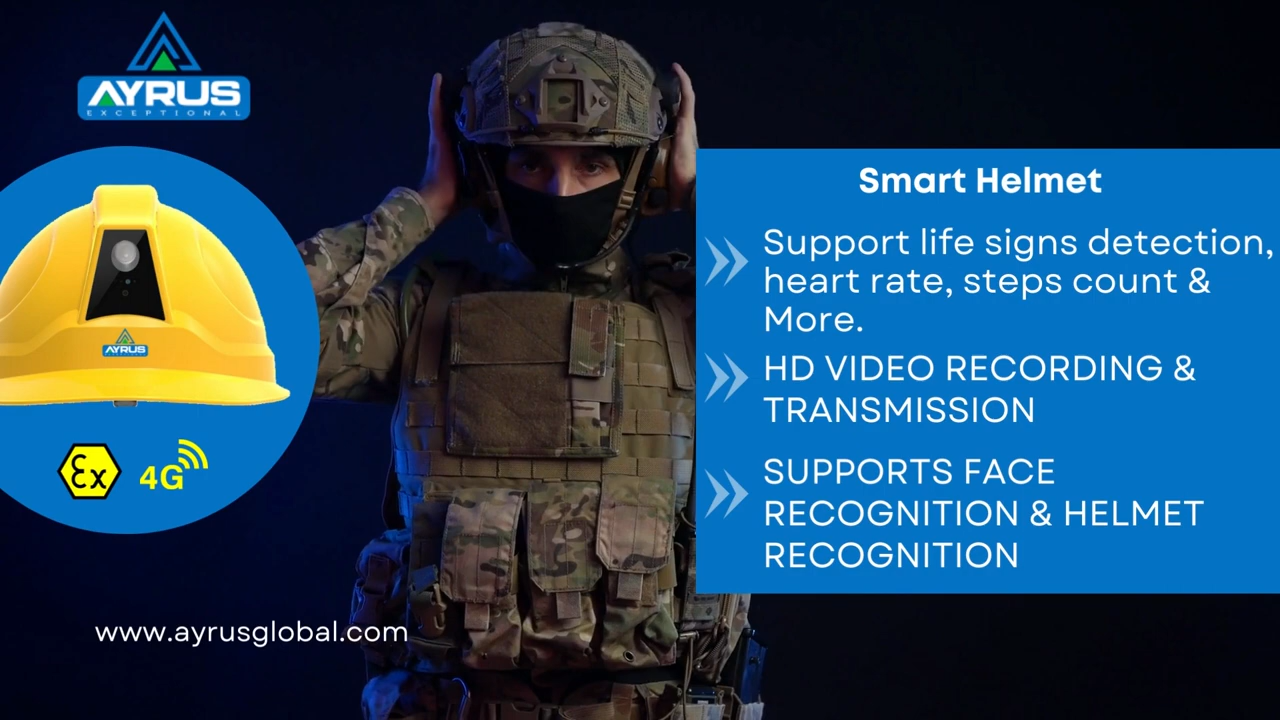 AYRUS
EXCEPTIONAL
Smart Helmet
Support life signs detection,
heart rate, steps count &
More.
HD VIDEO RECORDING &
TRANSMISSION
SUPPORTS FACE
RECOGNITION & HELMET
RECOGNITION
AYRUS
Ex 4G
www.ayrusglobal.com